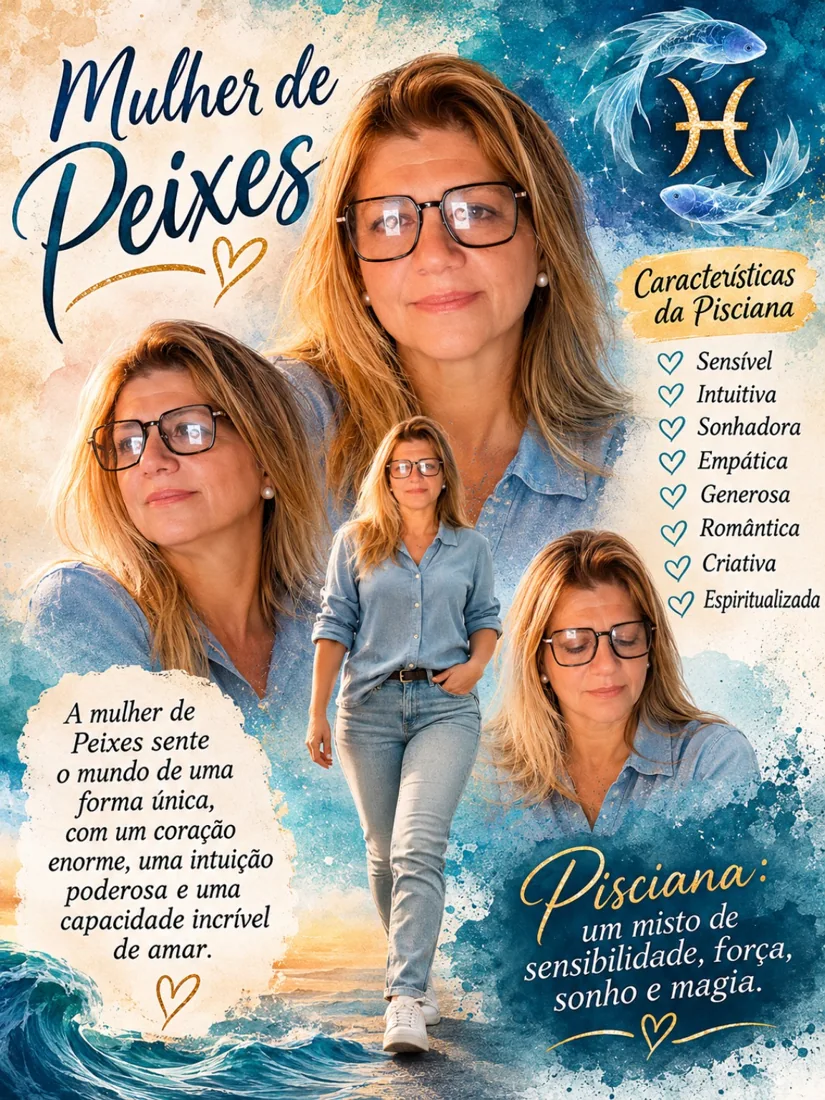 Mulher de
Peixes
Características
da Pisciana
Sensível
Intuitiva
Sonhadora
Empática
Generosa
Romântica
Criativa
Espiritualizada
A mulher de
Peixes sente
o mundo de uma
forma única,
com um coração
enorme, uma intuição
poderosa e uma
capacidade incrível
de amar.
Pisciana:
um misto de
sensibilidade, força,
sonho e magia.